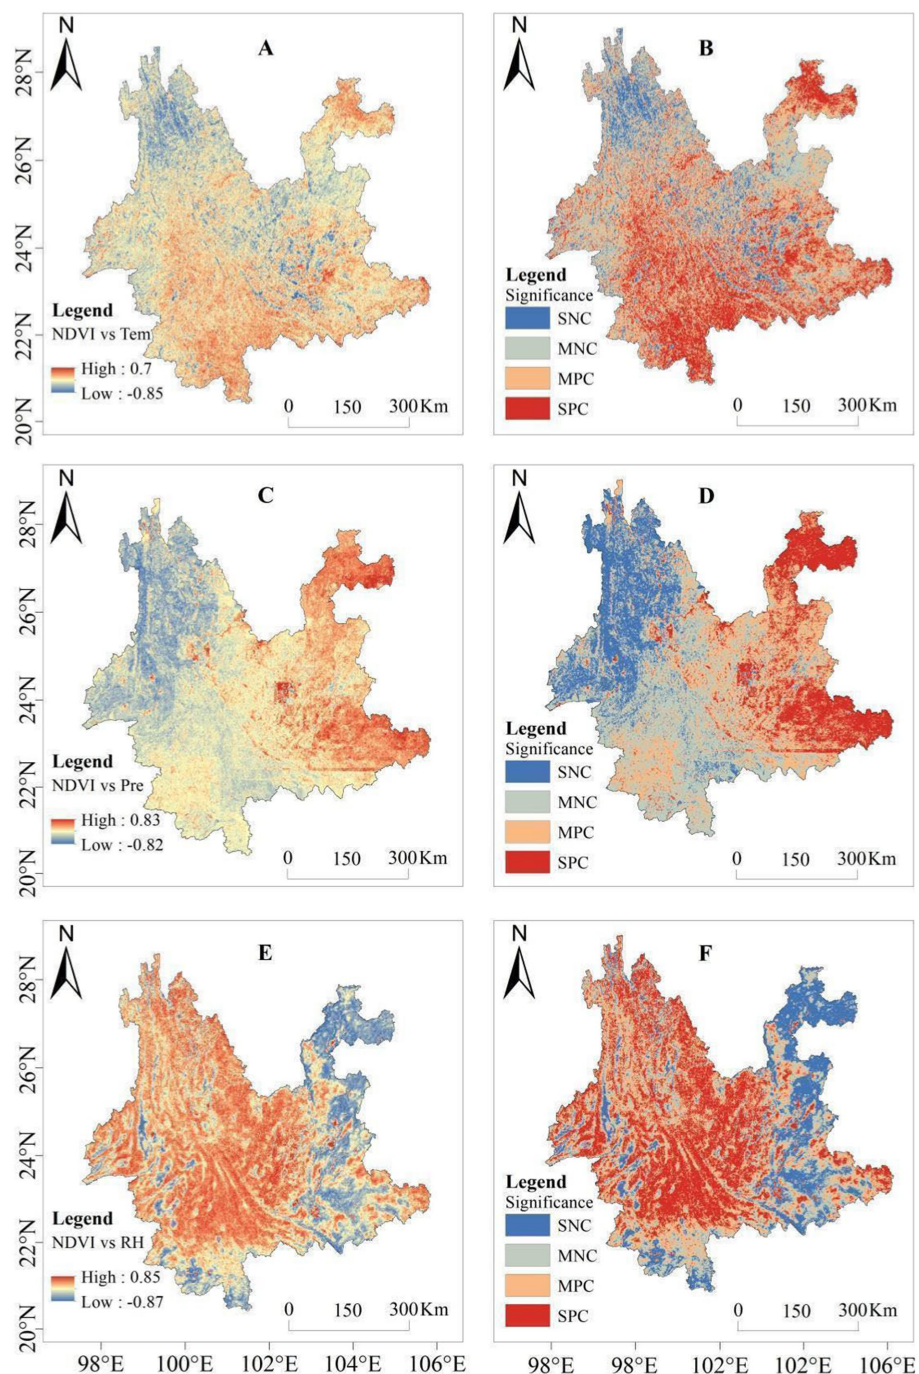 N
A
28°N
26°N
24°N
22°N
20°N
Legend
NDVI vs Tem
High : 0.7
Low : -0.85
0 150 300Km
N
B
Legend
Significance
SNC
MNC
MPC
SPC
0 150 300Km
N
C
28°N
26°N
24°N
22°N
20°N
Legend
NDVI vs Pre
High : 0.83
Low : -0.82
0 150 300Km
N
D
Legend
Significance
SNC
MNC
MPC
SPC
0 150 300Km
N
E
28°N
26°N
24°N
22°N
20°N
Legend
NDVI vs RH
High : 0.85
Low : -0.87
0 150 300Km
98°E 100°E 102°E 104°E 106°E
N
F
Legend
Significance
SNC
MNC
MPC
SPC
0 150 300Km
98°E 98°E 102°E 102°E 106°E